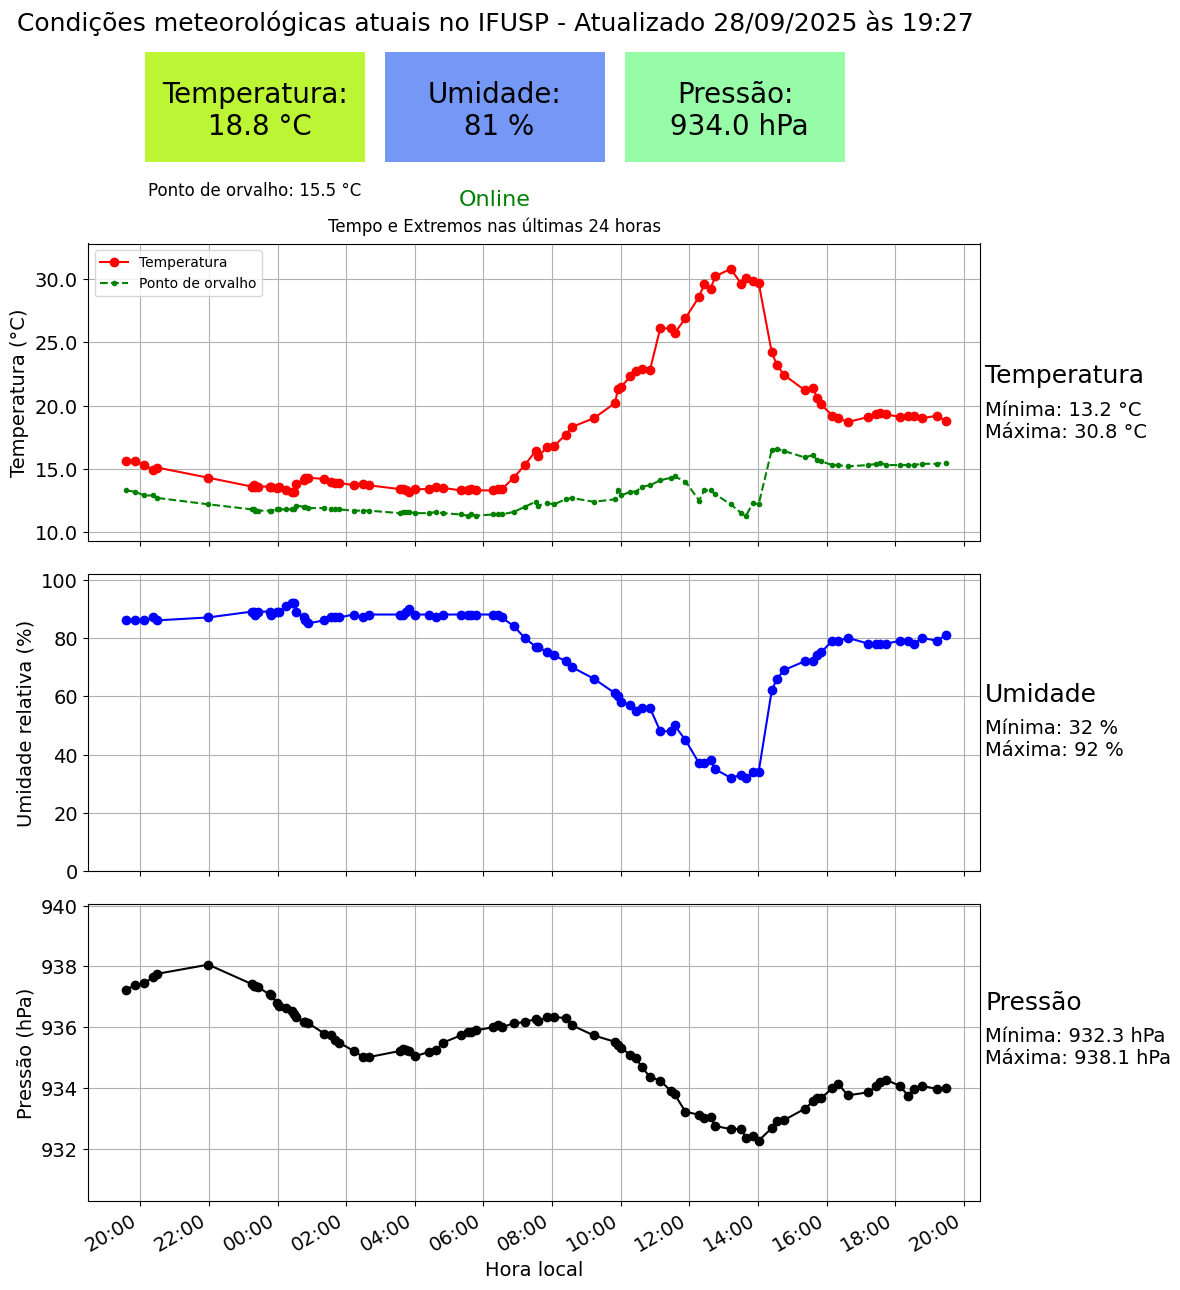 Condições meteorológicas atuais no IFUSP - Atualizado 28/09/2025 às 19:27
Temperatura:
18.8 °C
Umidade:
81 %
Pressão:
934.0 hPa
Ponto de orvalho: 15.5 °C
Online
Tempo e Extremos nas últimas 24 horas
Temperatura
Ponto de orvalho
Temperatura (°C)
30.0
25.0
20.0
15.0
10.0
Temperatura
Mínima: 13.2 °C
Máxima: 30.8 °C
Umidade relativa (%)
100
80
60
40
20
0
Umidade
Mínima: 32 %
Máxima: 92 %
Pressão (hPa)
940
938
936
934
932
Pressão
Mínima: 932.3 hPa
Máxima: 938.1 hPa
20:00 22:00 00:00 02:00 04:00 06:00 08:00 10:00 12:00 14:00 16:00 18:00 20:00
Hora local